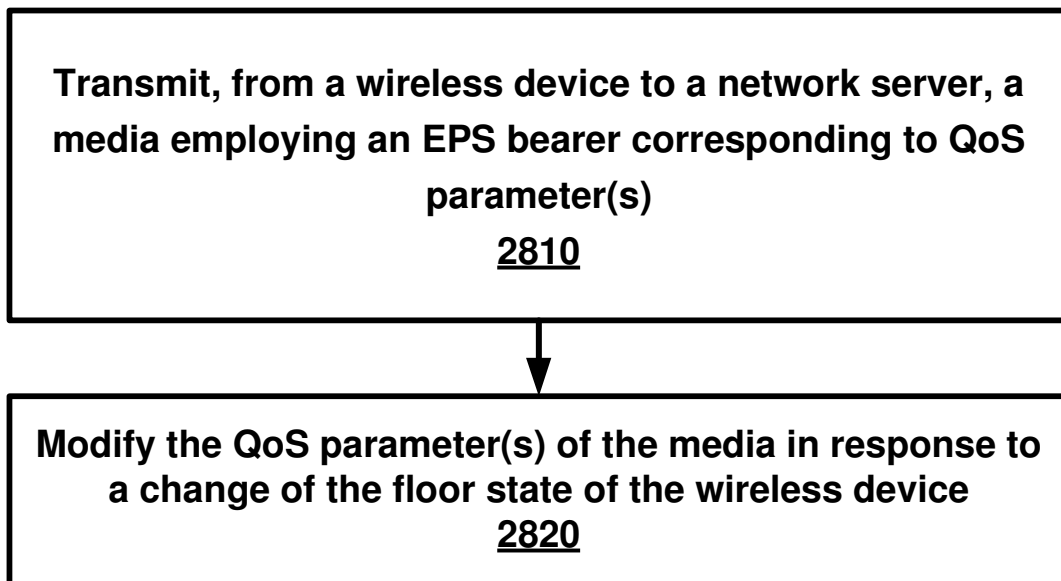 Transmit, from a wireless device to a network server, a
media employing an EPS bearer corresponding to QoS
parameter(s)
2810
Modify the QoS parameter(s) of the media in response to
a change of the floor state of the wireless device
2820